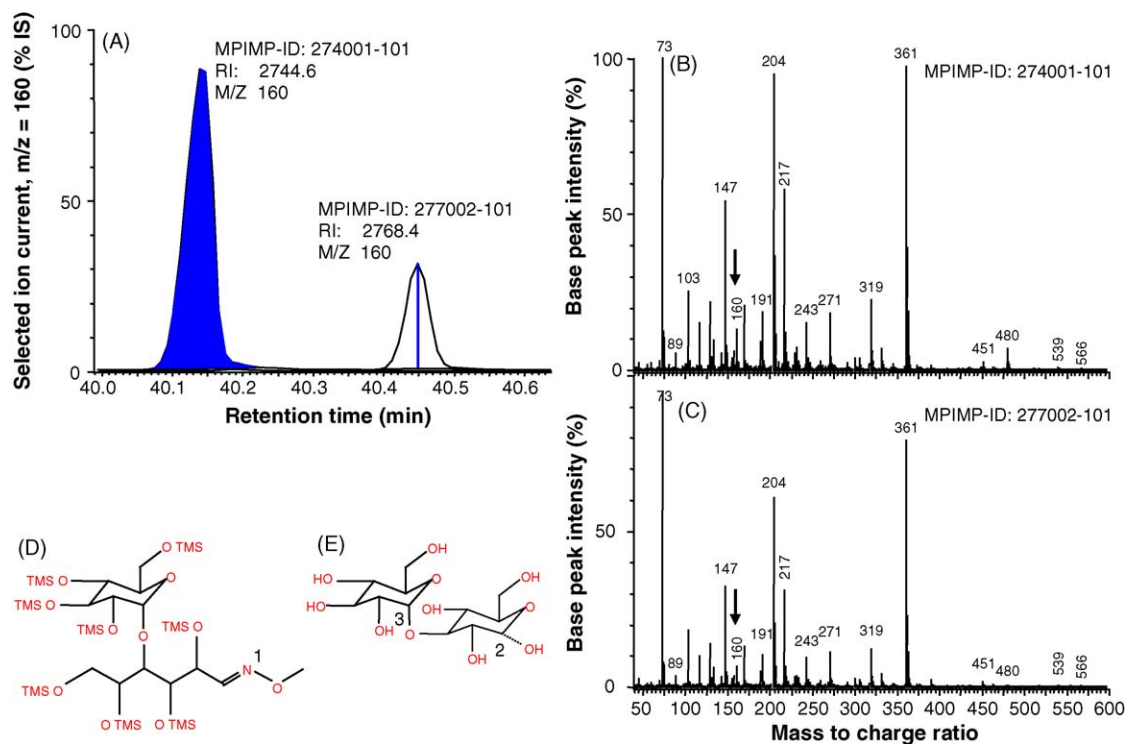 (A)
100
50
0
Selected ion current, m/z = 160 (% IS)
MPIMP-ID: 274001-101
RI: 2744.6
M/Z 160
MPIMP-ID: 277002-101
RI: 2768.4
M/Z 160
40.0 40.1 40.2 40.3 40.4 40.5 40.6
Retention time (min)
(B)
MPIMP-ID: 274001-101
100
50
0
Base peak intensity (%)
73
89
103
147
160
191
204
217
243
271
319
361
451
480
539
566
(C)
MPIMP-ID: 277002-101
50
0
Base peak intensity (%)
73
89
147
160
191
204
217
243
271
319
361
451
480
539
566
50 100 150 200 250 300 350 400 450 500 550 600
Mass to charge ratio
(D)
O TMS
TMS O
TMS O
O
TMS O
TMS O
O
1
N
O
TMSO
O TMS
TMS O
(E)
OH
HO
O
HO
OH
3
O
OH
OH
O
OH
2
OH